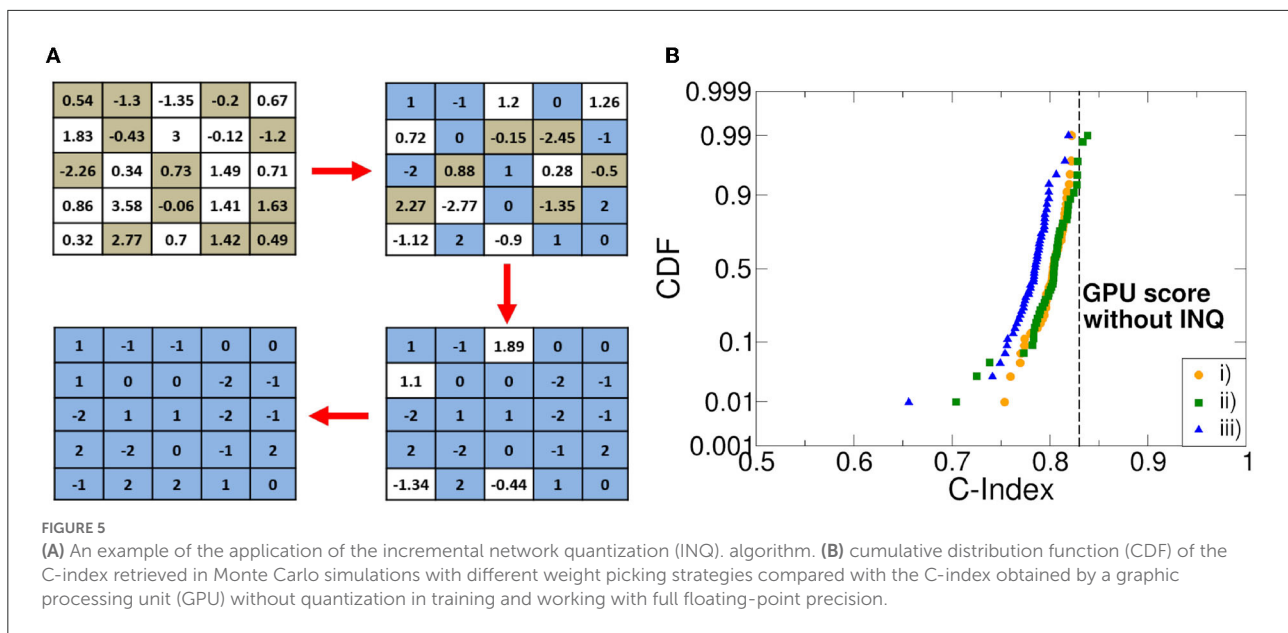 A
0.54 -1.3 -1.35 -0.2 0.67
1.83 -0.43 3 -0.12 -1.2
-2.26 0.34 0.73 1.49 0.71
0.86 3.58 -0.06 1.41 1.63
0.32 2.77 0.7 1.42 0.49
1 -1 1.2 0 1.26
0.72 0 -0.15 -2.45 -1
-2 0.88 1 0.28 -0.5
2.27 -2.77 0 -1.35 2
-1.12 2 -0.9 1 0
1 -1 -1 0 0
1 0 0 -2 -1
-2 1 1 -2 -1
2 -2 0 -1 2
-1 2 2 1 0
1 -1 1.89 0 0
1.1 0 0 -2 -1
-2 1 1 -2 -1
2 -2 0 -1 2
-1.34 2 -0.44 1 0
B
0.999
0.99
0.9
0.5
0.1
0.01
0.001
CDF
GPU score
without INQ
i)
ii)
iii)
0.5 0.6 0.7 0.8 0.9 1
C-Index
FIGURE 5
(A) An example of the application of the incremental network quantization (INQ). algorithm. (B) cumulative distribution function (CDF) of the
C-index retrieved in Monte Carlo simulations with different weight picking strategies compared with the C-index obtained by a graphic
processing unit (GPU) without quantization in training and working with full floating-point precision.